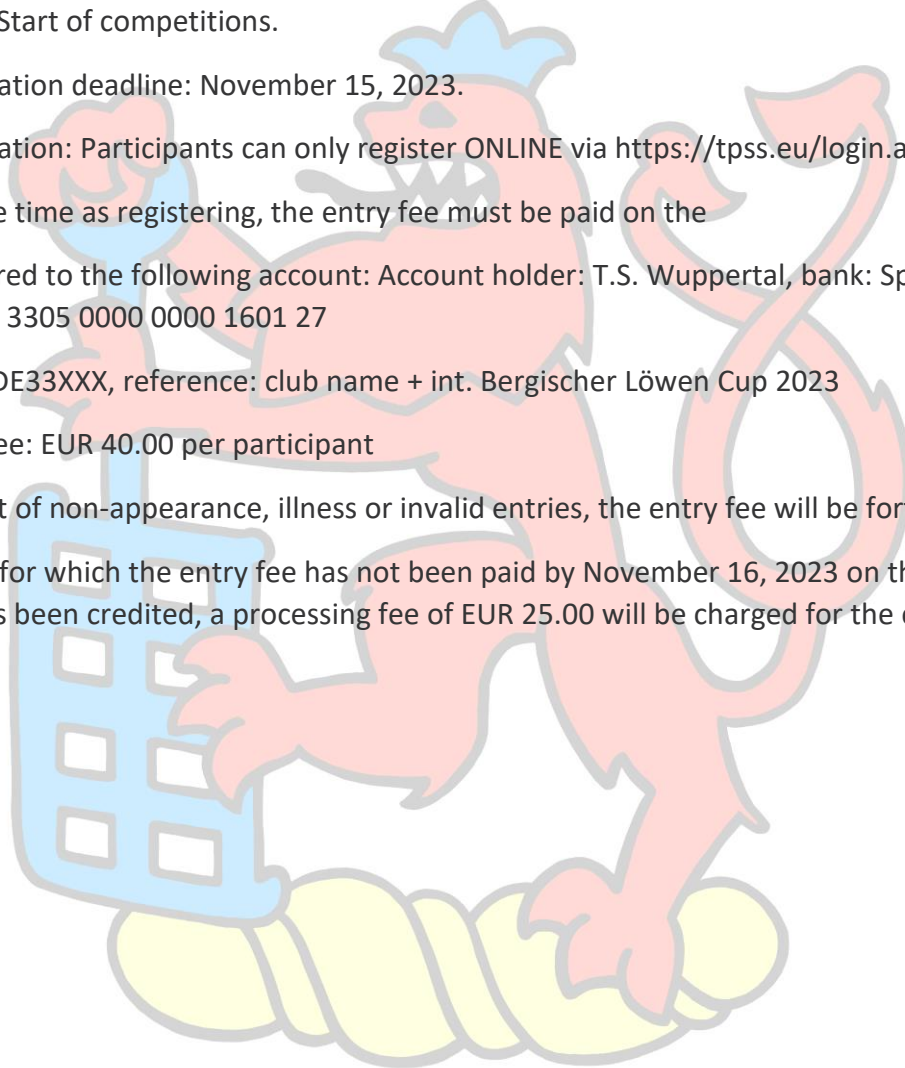 Start of competitions.
ation deadline: November 15, 2023.
ation: Participants can only register ONLINE via https://tpss.eu/login.a
e time as registering, the entry fee must be paid on the
red to the following account: Account holder: T.S. Wuppertal, bank: Sp
3305 0000 0000 1601 27
DE33XXX, reference: club name + int. Bergischer Löwen Cup 2023
ee: EUR 40.00 per participant
t of non-appearance, illness or invalid entries, the entry fee will be for
for which the entry fee has not been paid by November 16, 2023 on th
s been credited, a processing fee of EUR 25.00 will be charged for the